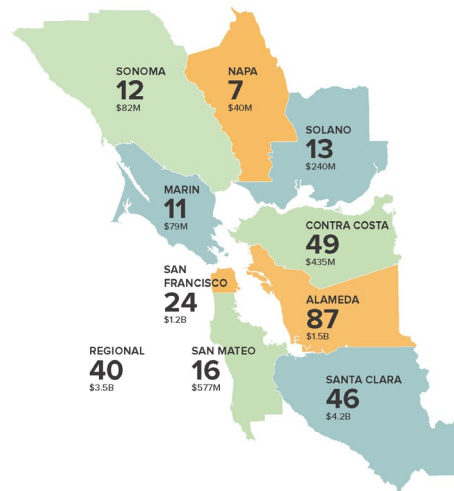 SONOMA
12
$82M
NAPA
7
$40M
SOLANO
13
$240M
MARIN
11
$79M
CONTRA COSTA
49
$435M
SAN
FRANCISCO
24
$1.2B
ALAMEDA
87
$1.5B
REGIONAL
40
$3.5B
SAN MATEO
16
$577M
SANTA CLARA
46
$4.2B